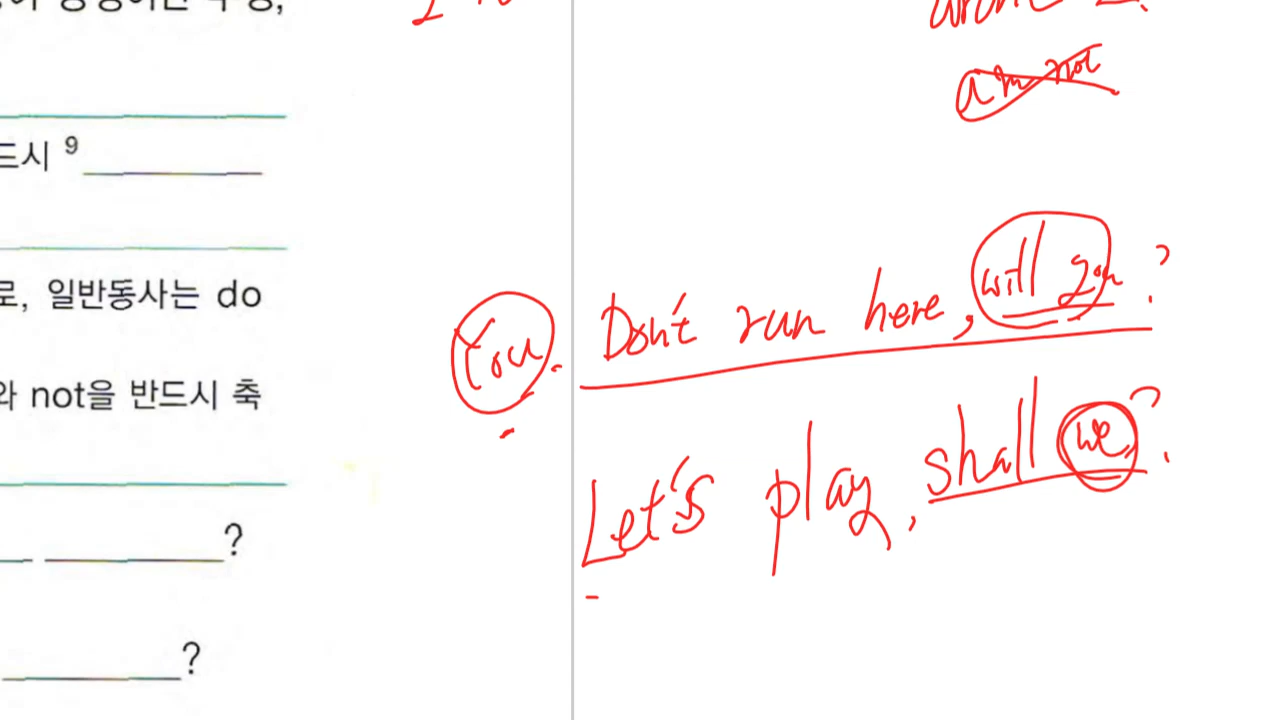 am not
드시 9
Don't run here, will you?
로, 일반동사는 do
You.
와 not을 반드시 축
Let's play, shall we?
?
?